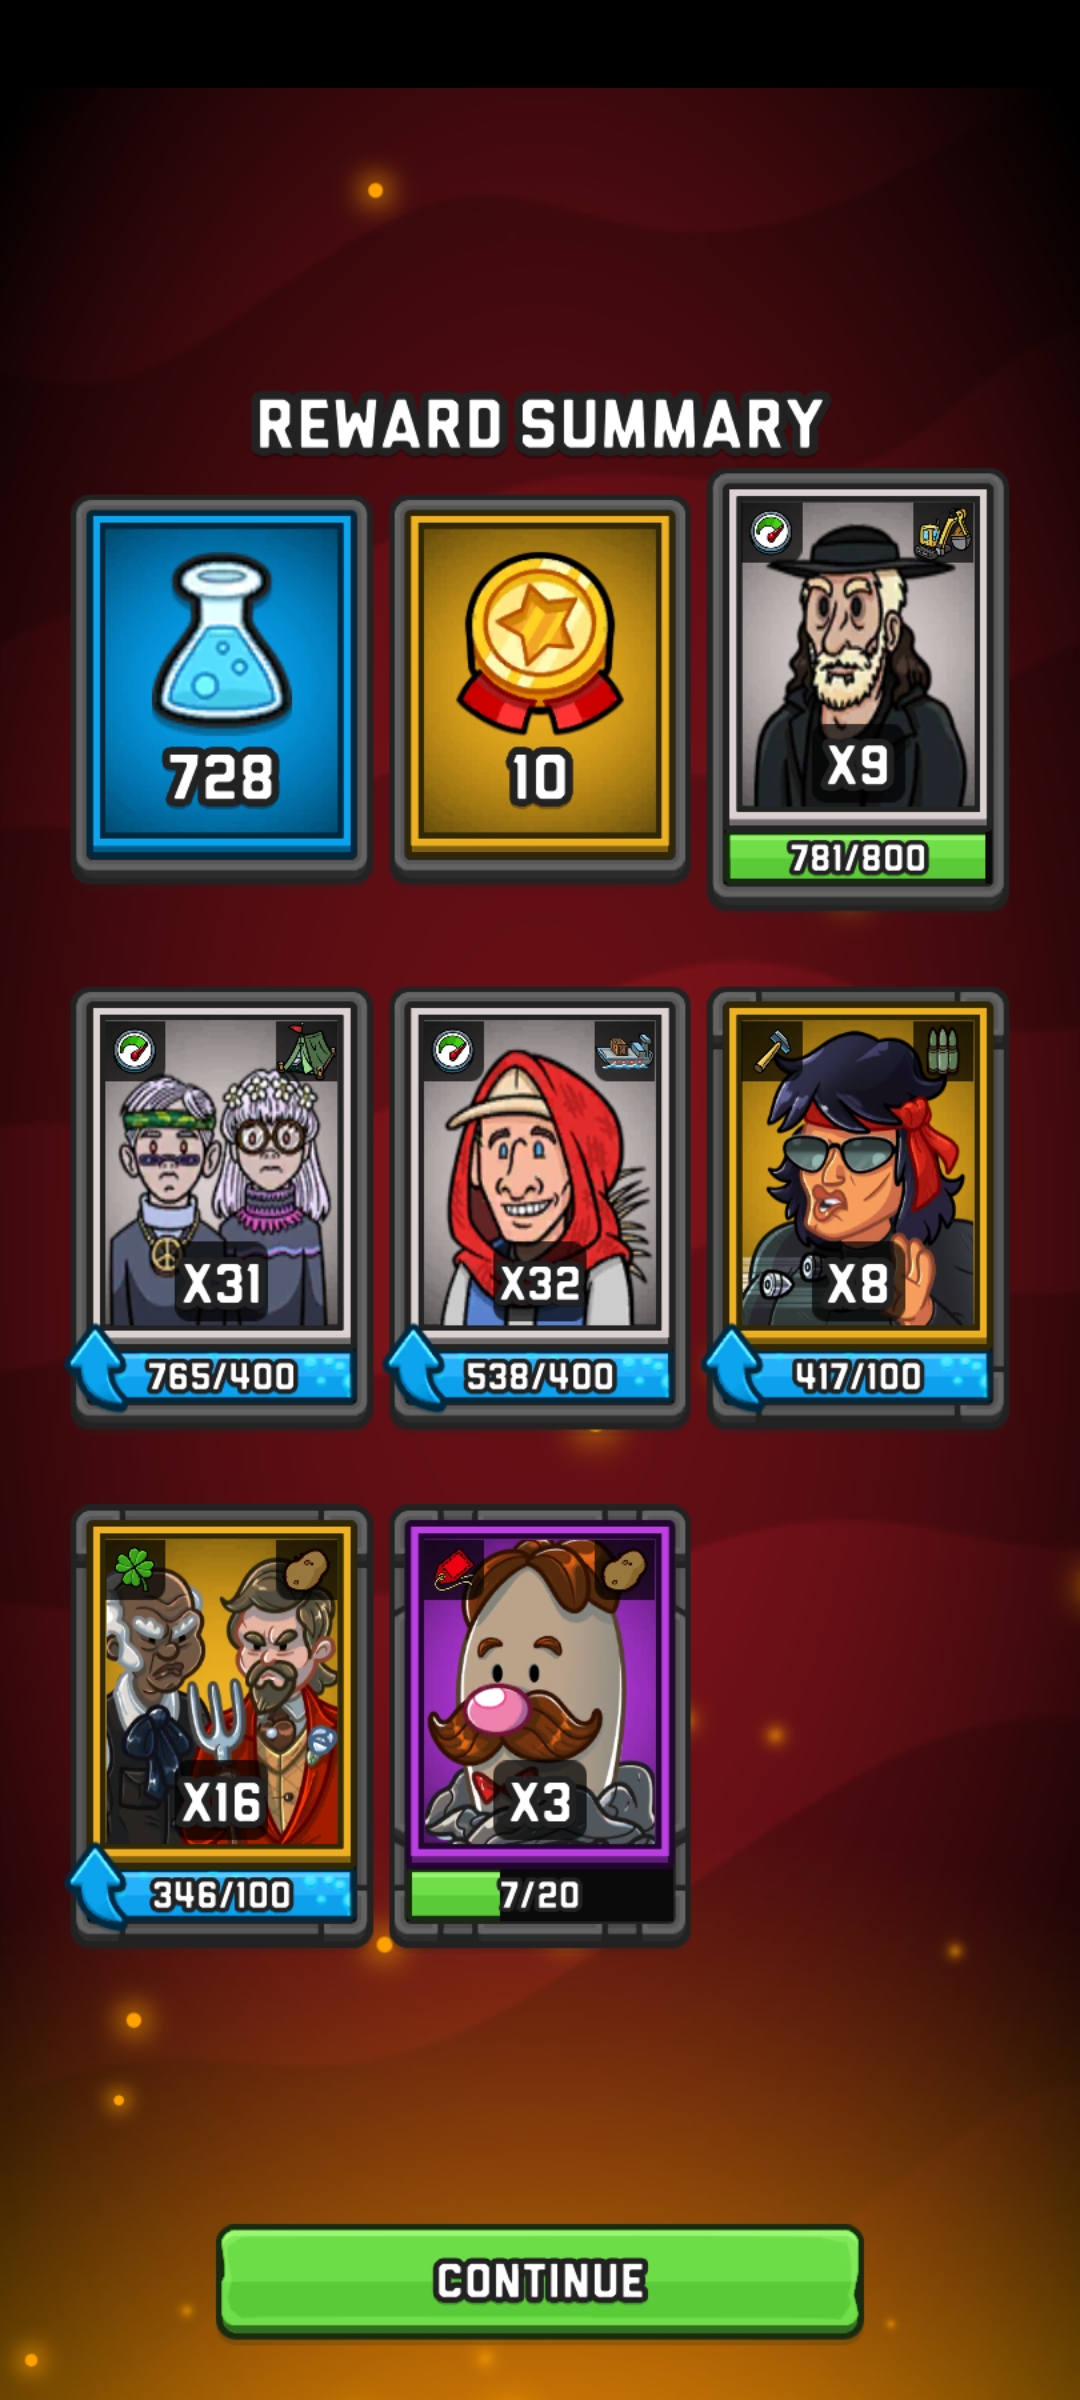 REWARD SUMMARY
728
10
X9
781/800
X31
765/400
X32
538/400
X8
417/100
X16
346/100
X3
7/20
CONTINUE